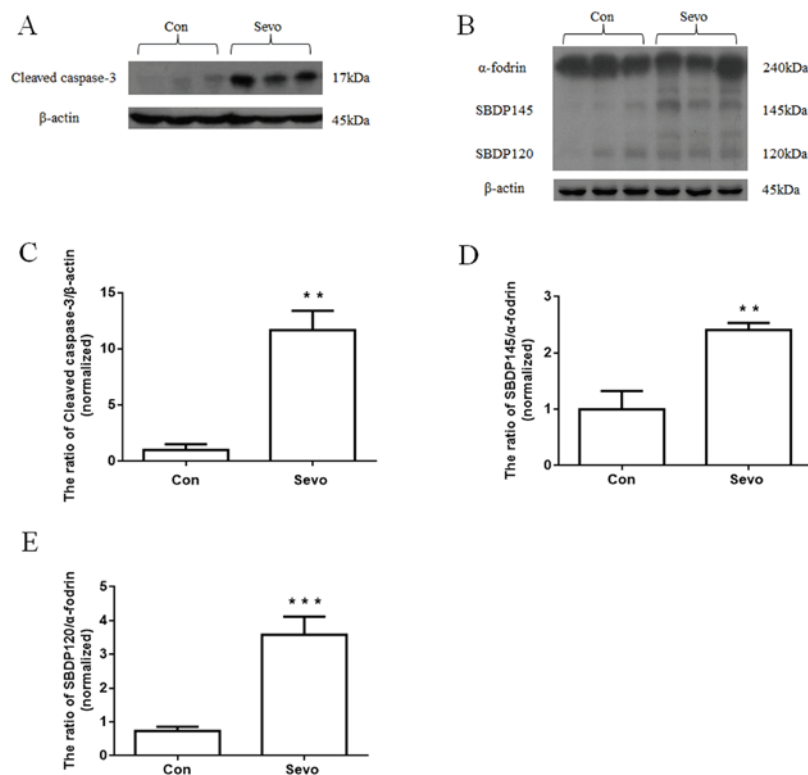 A
Con Sevo
Cleaved caspase-3 17kDa
β-actin 45kDa
B
Con Sevo
α-fodrin 240kDa
SBDP145 145kDa
SBDP120 120kDa
β-actin 45kDa
C
The ratio of Cleaved caspase-3/β-actin
(normalized)
15
10
5
0
**
Con Sevo
D
The ratio of SBDP145/α-fodrin
(normalized)
3
2
1
0
**
Con Sevo
E
The ratio of SBDP120/α-fodrin
(normalized)
5
4
3
2
1
0
***
Con Sevo